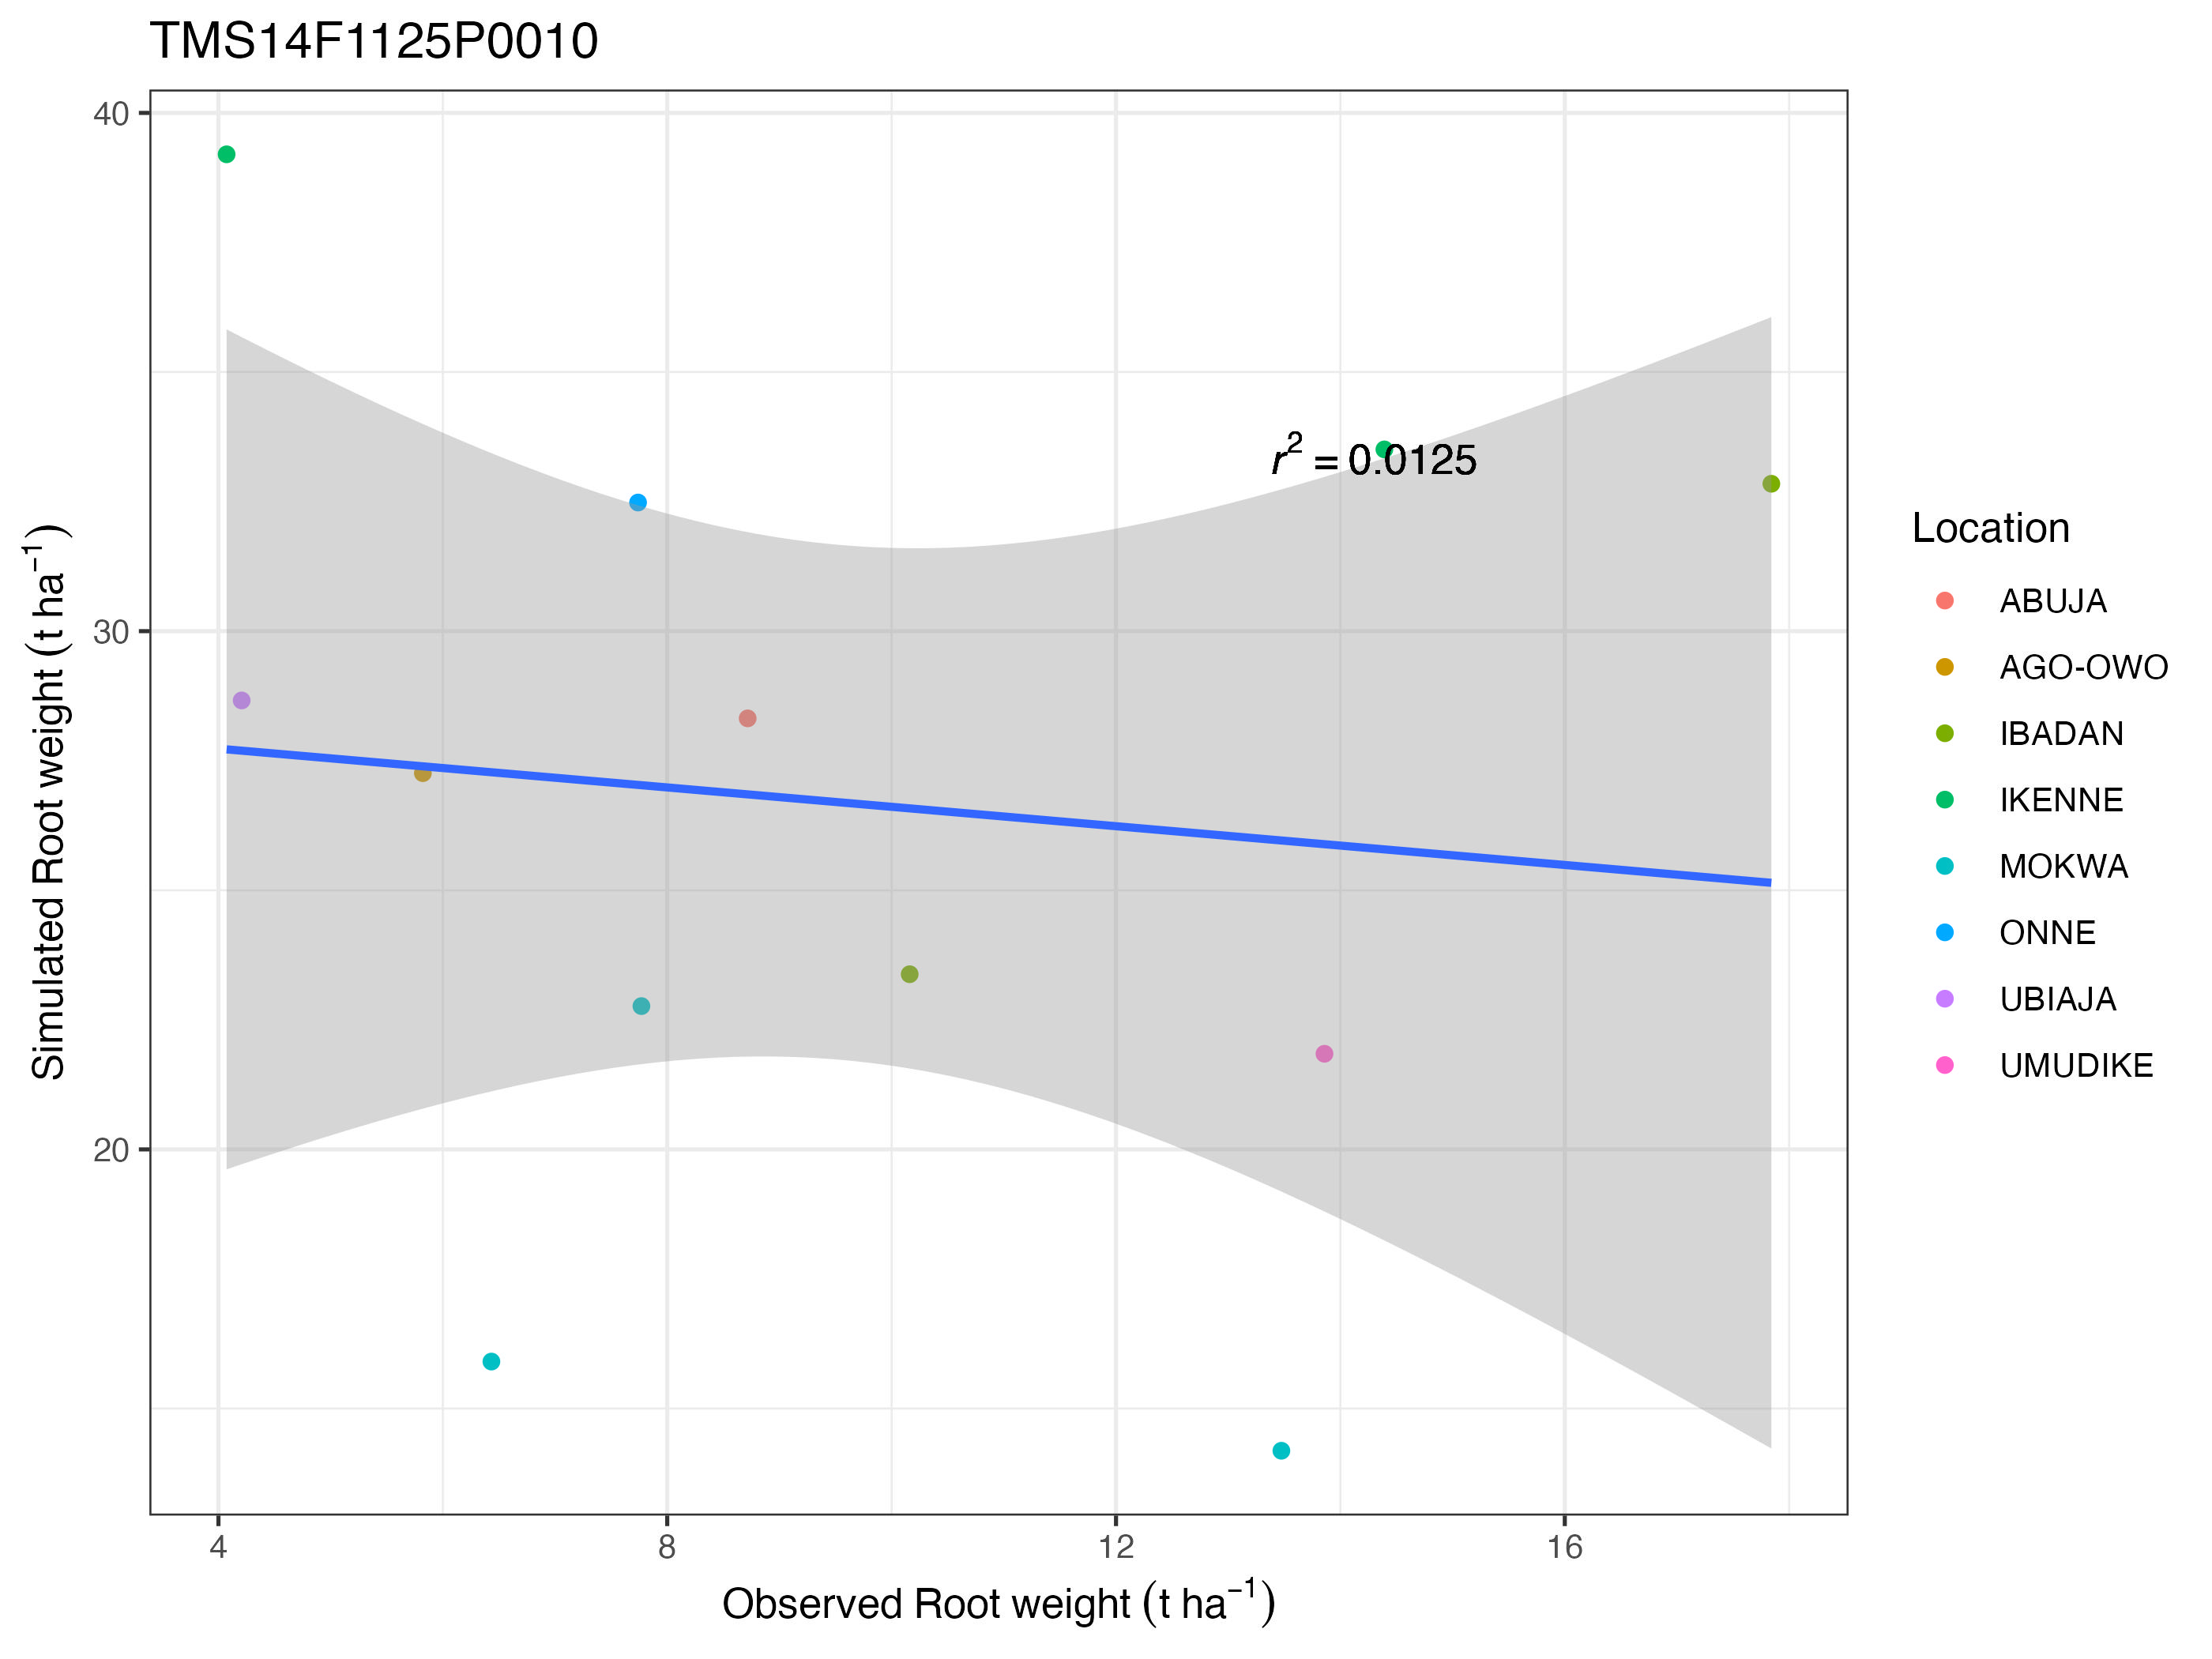 TMS14F1125P0010
40
30
20
Simulated Root weight (t ha⁻¹)
r² = 0.0125
4 8 12 16
Observed Root weight (t ha⁻¹)
Location
ABUJA
AGO-OWO
IBADAN
IKENNE
MOKWA
ONNE
UBIAJA
UMUDIKE